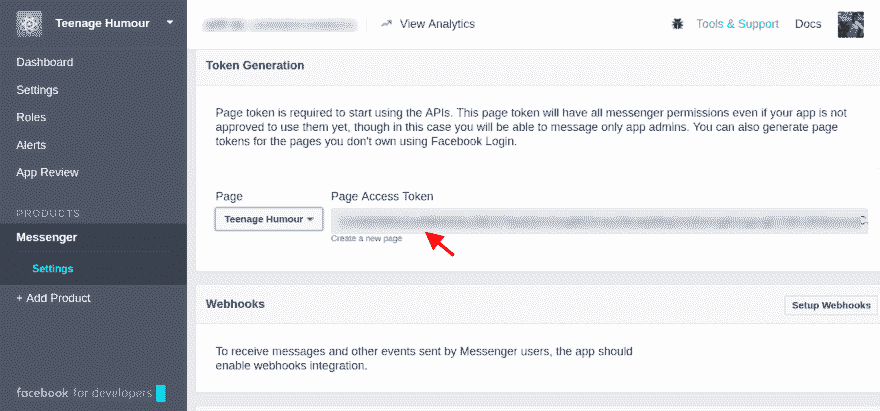 Teenage Humour
View Analytics
Tools & Support
Docs
Dashboard
Settings
Roles
Alerts
App Review
PRODUCTS
Messenger
Settings
+ Add Product
facebook for developers
Token Generation
Page token is required to start using the APIs. This page token will have all messenger permissions even if your app is not
approved to use them yet, though in this case you will be able to message only app admins. You can also generate page
tokens for the pages you don't own using Facebook Login.
Page
Page Access Token
Teenage Humour
Create a new page
Webhooks
Setup Webhooks
To receive messages and other events sent by Messenger users, the app should
enable webhooks integration.